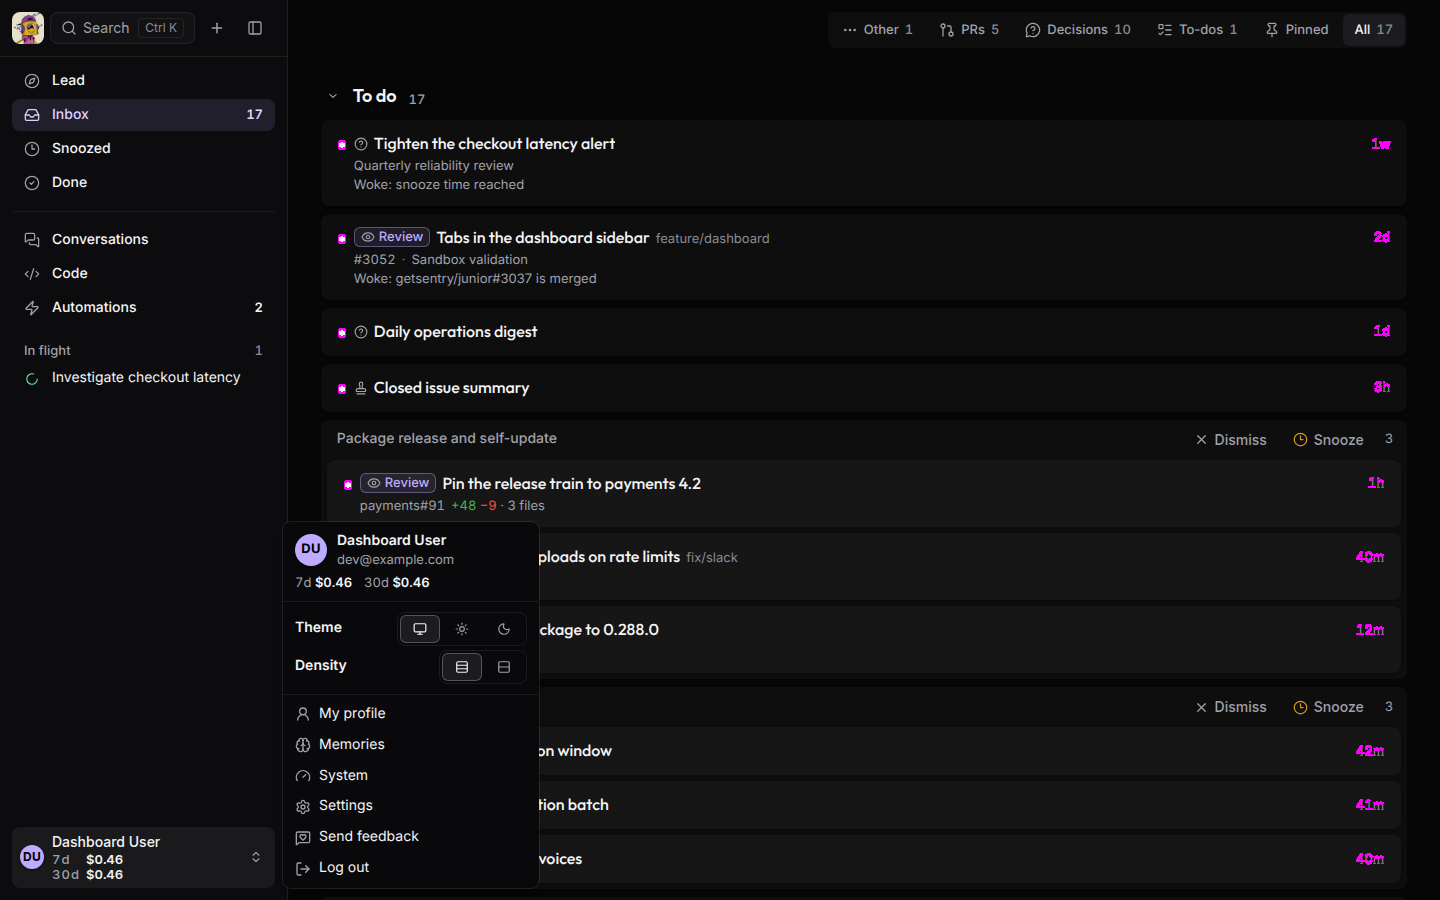 Search Ctrl K
Lead
Inbox 17
Snoozed
Done
Conversations
Code
Automations 2
In flight 1
Investigate checkout latency
Other 1 PRs 5 Decisions 10 To-dos 1 Pinned All 17
To do 17
Tighten the checkout latency alert 1w
Quarterly reliability review
Woke: snooze time reached
Review Tabs in the dashboard sidebar feature/dashboard 2d
#3052 · Sandbox validation
Woke: getsentry/junior#3037 is merged
Daily operations digest 1d
Closed issue summary 3h
Package release and self-update Dismiss Snooze 3
Review Pin the release train to payments 4.2 1h
payments#91 +48 −9 · 3 files
ploads on rate limits fix/slack
ckage to 0.288.0 12m
Dismiss Snooze 3
on window 42m
tion batch 41m
voices 40m
DU Dashboard User
dev@example.com
7d $0.46 30d $0.46
Theme
Density
My profile
Memories
System
Settings
Send feedback
Log out
DU Dashboard User
7d $0.46
30d $0.46